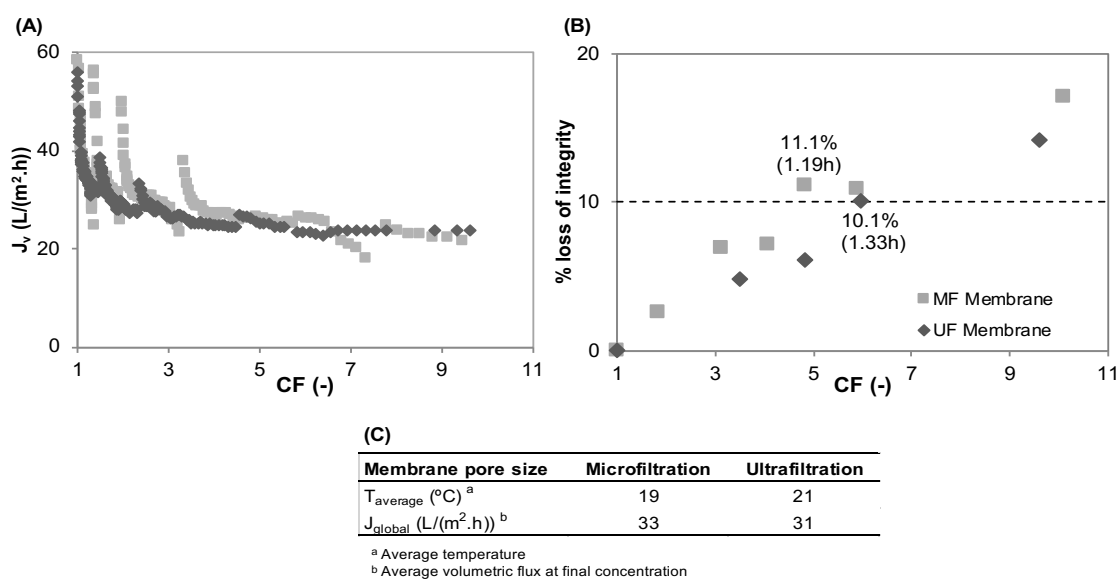 (A)
60
40
20
0
1 3 5 7 9 11
Jv (L/(m².h))
CF (-)
(B)
20
10
0
1 3 5 7 9 11
% loss of integrity
CF (-)
11.1%
(1.19h)
10.1%
(1.33h)
MF Membrane
UF Membrane
(C)
Membrane pore size Microfiltration Ultrafiltration
Taverage (ºC) a 19 21
Jglobal (L/(m².h)) b 33 31
a Average temperature
b Average volumetric flux at final concentration